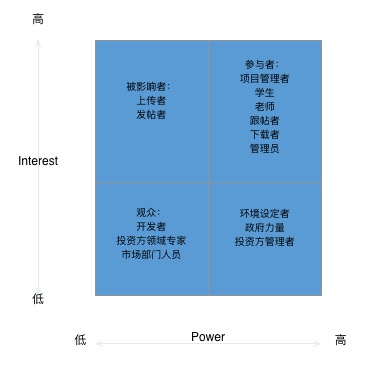 高
被影响者：
上传者
发帖者
参与者：
项目管理者
学生
老师
跟帖者
下载者
管理员
Interest
观众：
开发者
投资方领域专家
市场部门人员
环境设定者
政府力量
投资方管理者
低
低
Power
高